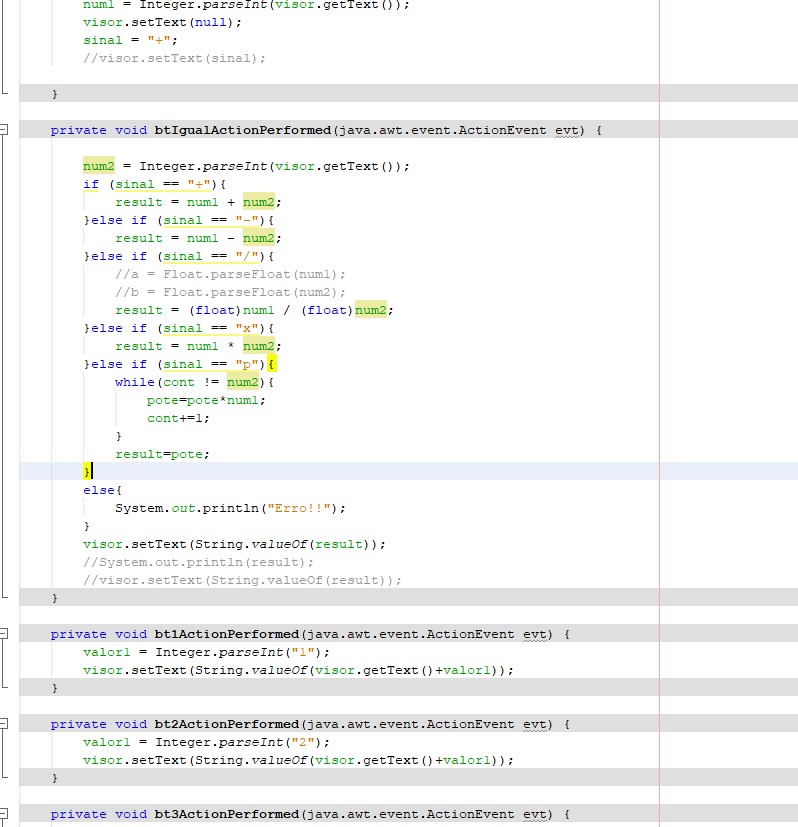 num1 = Integer.parseInt(visor.getText());
visor.setText(null);
sinal = "+";
//visor.setText(sinal);
}
private void btIgualActionPerformed(java.awt.event.ActionEvent evt) {
num2 = Integer.parseInt(visor.getText());
if (sinal == "+"){
result = num1 + num2;
}else if (sinal == "-"){
result = num1 - num2;
}else if (sinal == "/"){
//a = Float.parseFloat(num1);
//b = Float.parseFloat(num2);
result = (float)num1 / (float)num2;
}else if (sinal == "x"){
result = num1 * num2;
}else if (sinal == "p"){
while(cont != num2){
pote=pote*num1;
cont+=1;
}
result=pote;
}
else{
System.out.println("Erro!!");
}
visor.setText(String.valueOf(result));
//System.out.println(result);
//visor.setText(String.valueOf(result));
}
private void bt1ActionPerformed(java.awt.event.ActionEvent evt) {
valor1 = Integer.parseInt("1");
visor.setText(String.valueOf(visor.getText()+valor1));
}
private void bt2ActionPerformed(java.awt.event.ActionEvent evt) {
valor1 = Integer.parseInt("2");
visor.setText(String.valueOf(visor.getText()+valor1));
}
private void bt3ActionPerformed(java.awt.event.ActionEvent evt) {